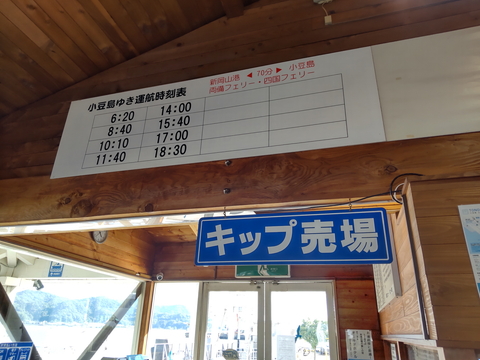 小豆島ゆき運航時刻表
新岡山港 ◀ 70分 ▶ 小豆島
両備フェリー・四国フェリー
6:20 14:00
8:40 15:40
10:10 17:00
11:40 18:30
キップ売場